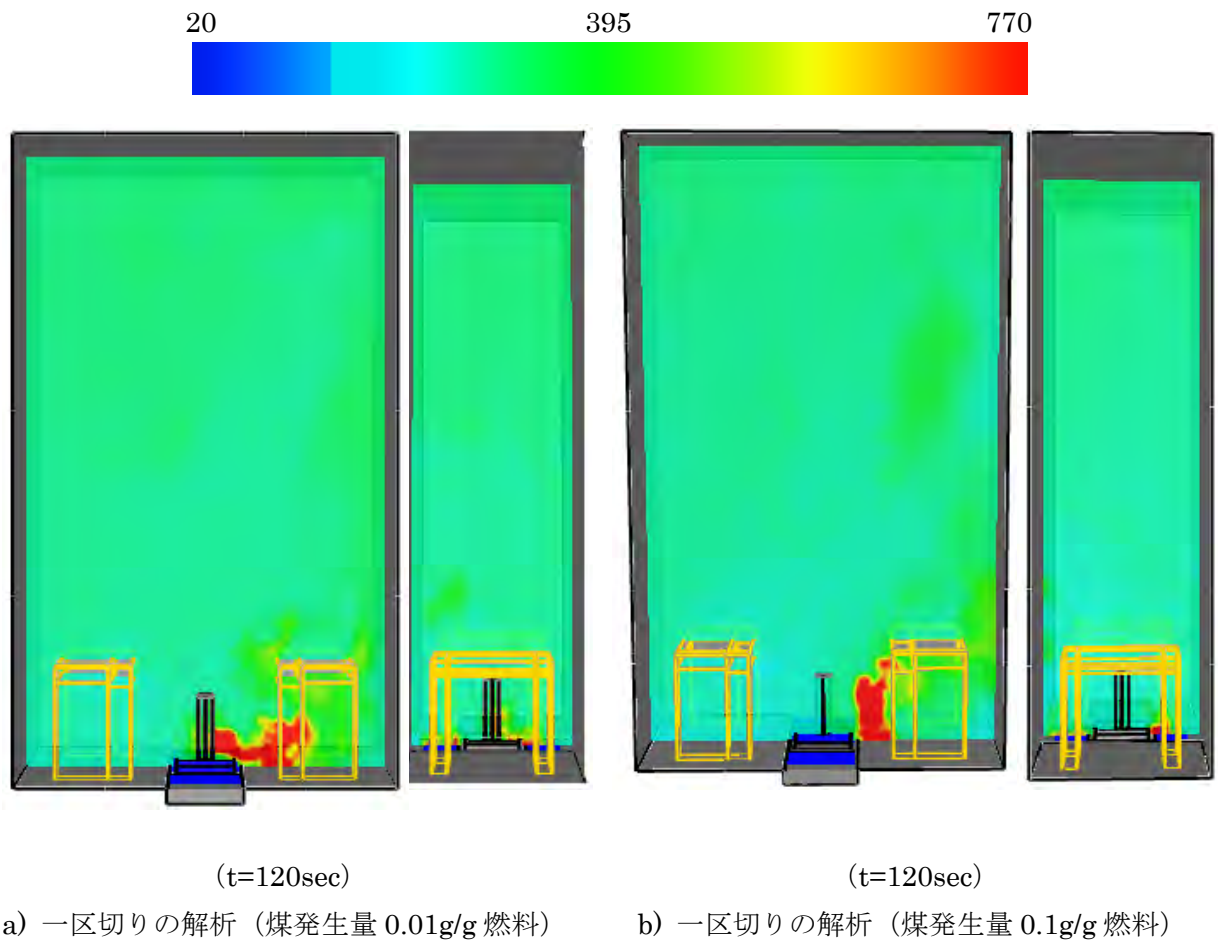 20 395 770
(t=120sec) (t=120sec)
a) 一区切りの解析（煤発生量 0.01g/g 燃料） b) 一区切りの解析（煤発生量 0.1g/g 燃料）